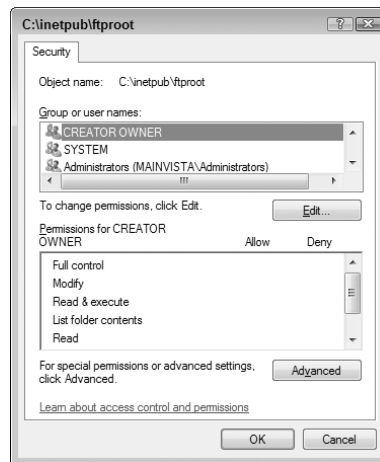 C:\inetpub\ftproot
Security
Object name: C:\inetpub\ftproot
Group or user names:
CREATOR OWNER
SYSTEM
Administrators (MAINVISTA\Administrators)
To change permissions, click Edit.
Edit...
Permissions for CREATOR
OWNER Allow Deny
Full control
Modify
Read & execute
List folder contents
Read
For special permissions or advanced settings,
click Advanced.
Advanced
Learn about access control and permissions
OK Cancel